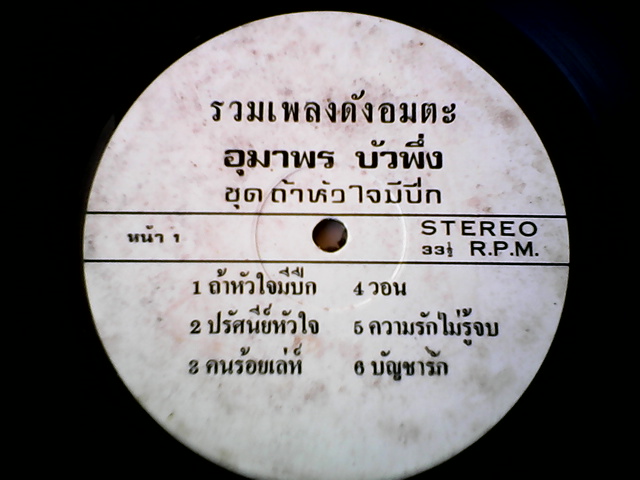 รวมเพลงดังอมตะ
อุมาพร บัวพึ่ง
ชุด ถ้าหัวใจมีปีก
หน้า 1
STEREO
33⅓ R.P.M.
1 ถ้าหัวใจมีปีก
2 ปรัศนีย์หัวใจ
3 คนร้อยเล่ห์
4 วอน
5 ความรักไม่รู้จบ
6 บัญชารัก